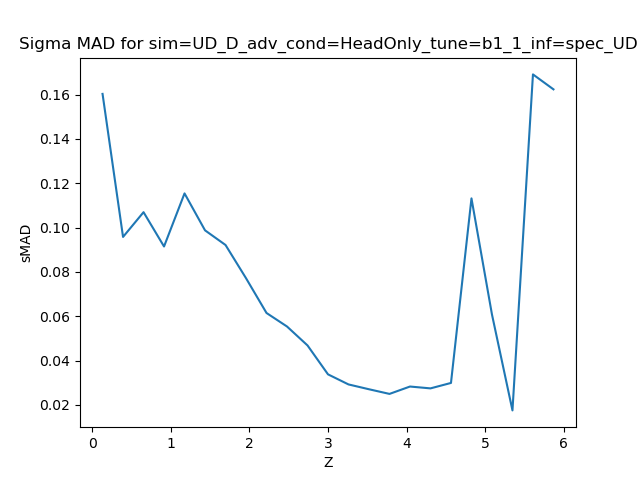 Sigma MAD for sim=UD_D_adv_cond=HeadOnly_tune=b1_1_inf=spec_UD
0.16
0.14
0.12
0.10
0.08
0.06
0.04
0.02
sMAD
0 1 2 3 4 5 6
Z